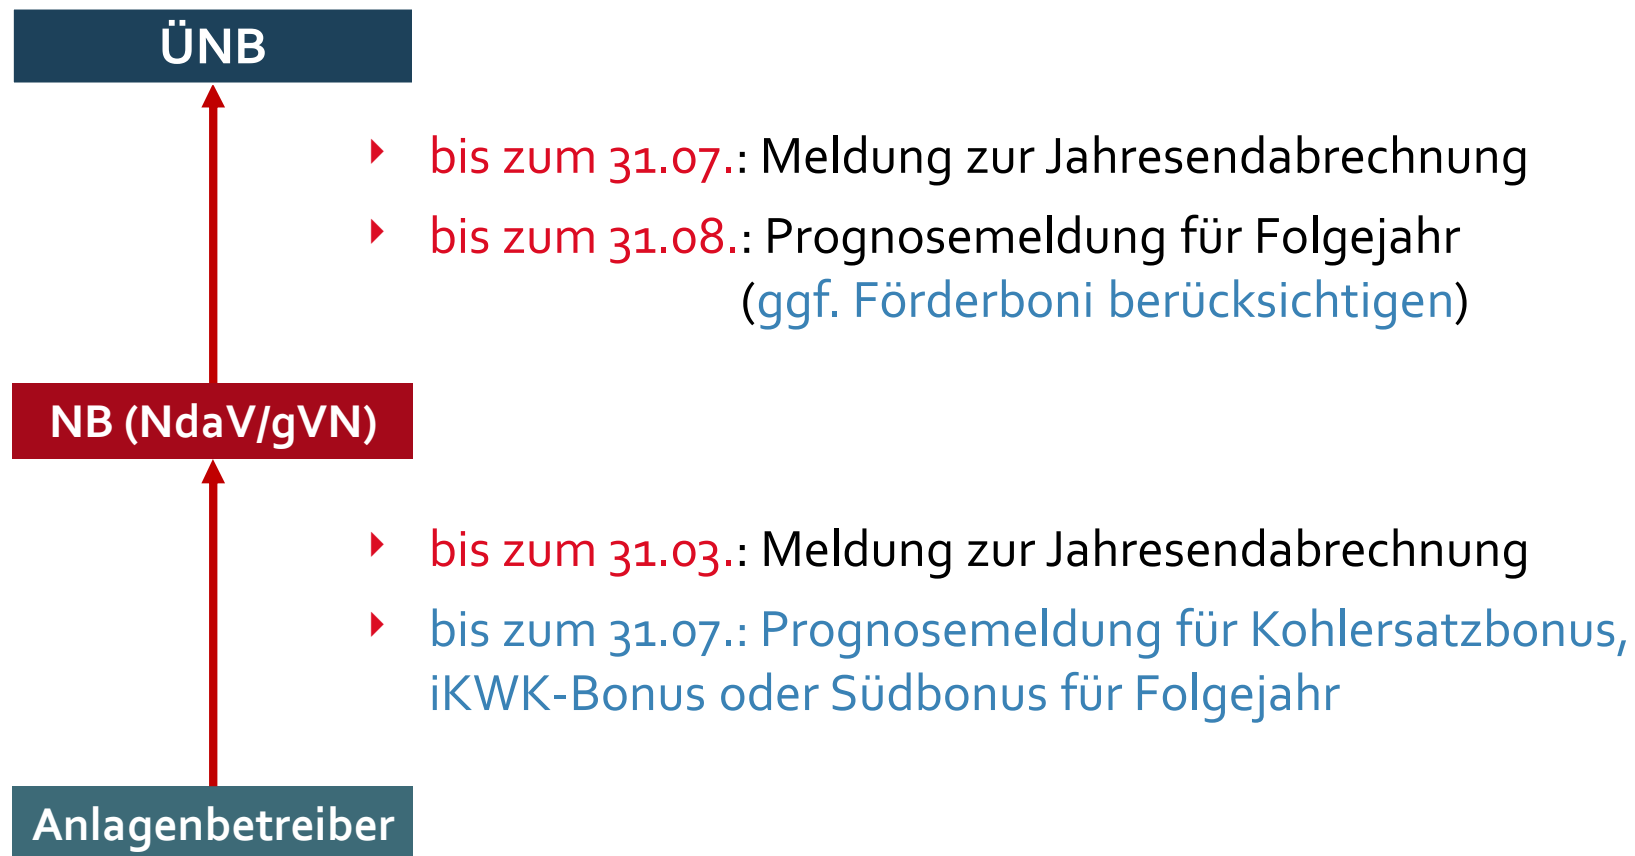 ÜNB
bis zum 31.07.: Meldung zur Jahresendabrechnung
bis zum 31.08.: Prognosemeldung für Folgejahr
(ggf. Förderboni berücksichtigen)
NB (NdaV/gVN)
bis zum 31.03.: Meldung zur Jahresendabrechnung
bis zum 31.07.: Prognosemeldung für Kohlersatzbonus,
iKWK-Bonus oder Südbonus für Folgejahr
Anlagenbetreiber